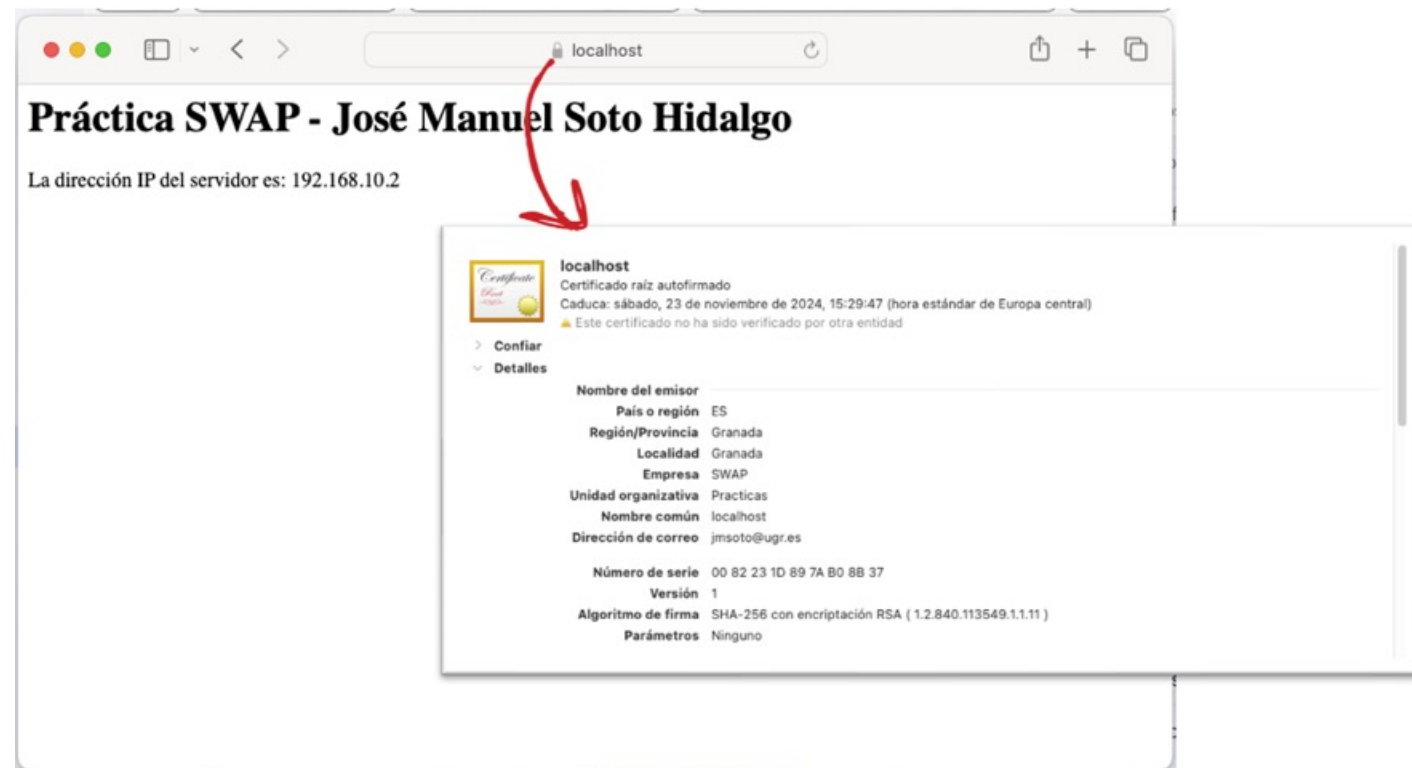 localhost
Práctica SWAP - José Manuel Soto Hidalgo
La dirección IP del servidor es: 192.168.10.2
Certificate
Root
localhost
Certificado raíz autofirmado
Caduca: sábado, 23 de noviembre de 2024, 15:29:47 (hora estándar de Europa central)
Este certificado no ha sido verificado por otra entidad
Confiar
Detalles
Nombre del emisor
País o región ES
Región/Provincia Granada
Localidad Granada
Empresa SWAP
Unidad organizativa Practicas
Nombre común localhost
Dirección de correo jmsoto@ugr.es
Número de serie 00 82 23 1D 89 7A B0 8B 37
Versión 1
Algoritmo de firma SHA-256 con encriptación RSA ( 1.2.840.113549.1.1.11 )
Parámetros Ninguno